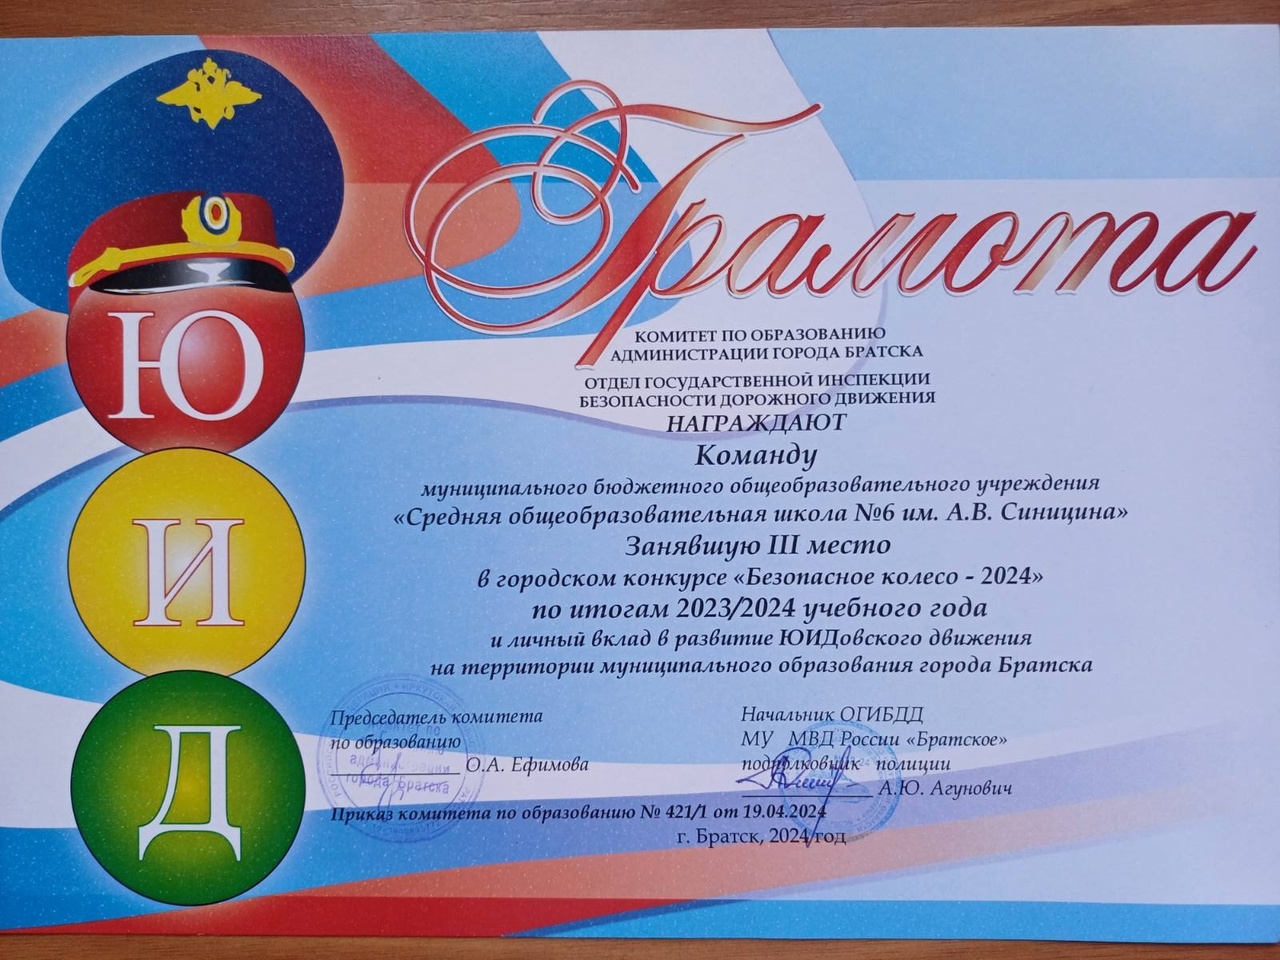 Грамота
КОМИТЕТ ПО ОБРАЗОВАНИЮ
АДМИНИСТРАЦИИ ГОРОДА БРАТСКА
ОТДЕЛ ГОСУДАРСТВЕННОЙ ИНСПЕКЦИИ
БЕЗОПАСНОСТИ ДОРОЖНОГО ДВИЖЕНИЯ
НАГРАЖДАЮТ
Команду
муниципального бюджетного общеобразовательного учреждения
«Средняя общеобразовательная школа №6 им. А.В. Синицина»
Занявшую III место
в городском конкурсе «Безопасное колесо - 2024»
по итогам 2023/2024 учебного года
и личный вклад в развитие ЮИДовского движения
на территории муниципального образования города Братска
Ю
И
Д
Председатель комитета
по образованию
О.А. Ефимова
Начальник ОГИБДД
МУ МВД России «Братское»
подполковник полиции
А.Ю. Агунович
администрации
города Братска
Приказ комитета по образованию № 421/1 от 19.04.2024
г. Братск, 2024 год